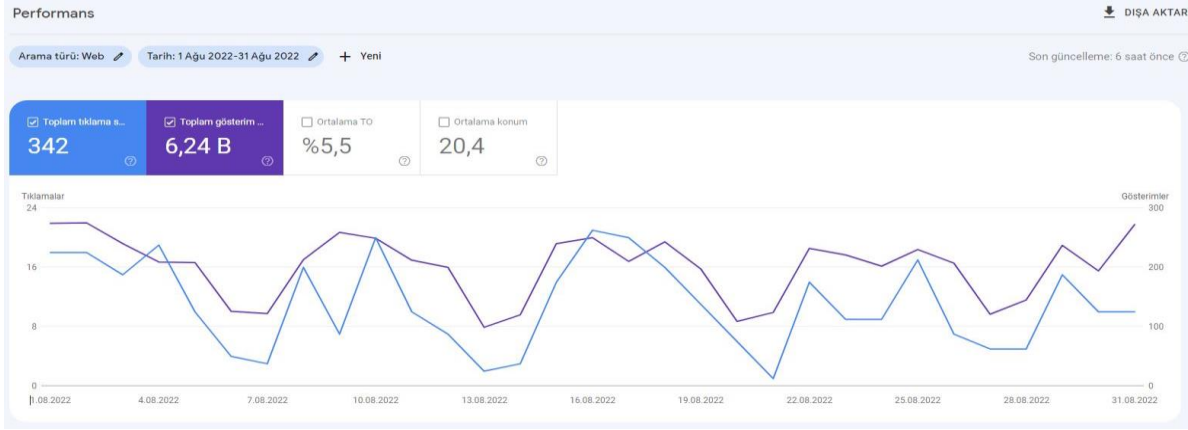 Performans
DIŞA AKTAR
Arama türü: Web
Tarih: 1 Ağu 2022-31 Ağu 2022
+ Yeni
Son güncelleme: 6 saat önce
Toplam tıklama s...
Toplam gösterim ...
Ortalama TO
Ortalama konum
342
6,24 B
%5,5
20,4
Tıklamalar
Gösterimler
24
300
16
200
8
100
0
0
1.08.2022
4.08.2022
7.08.2022
10.08.2022
13.08.2022
16.08.2022
19.08.2022
22.08.2022
25.08.2022
28.08.2022
31.08.2022